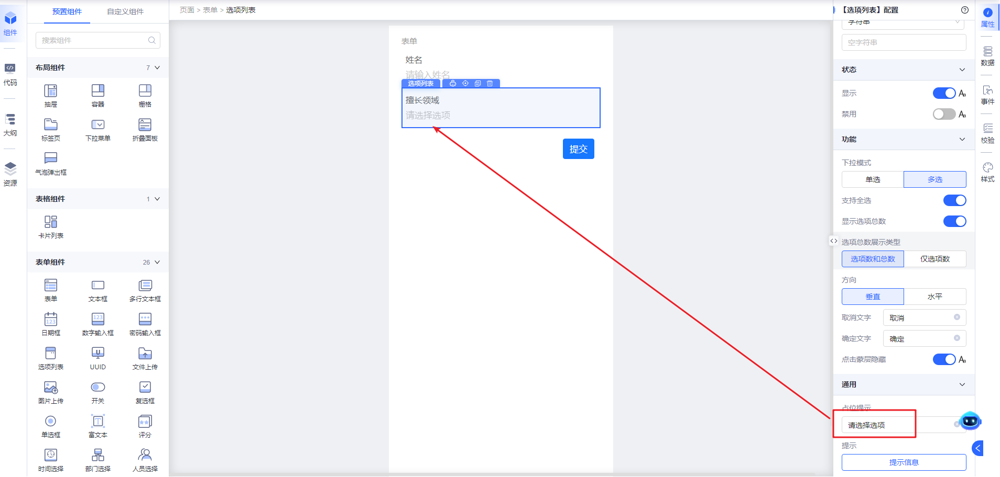 组件
代码
大纲
资源
预置组件
自定义组件
搜索组件
布局组件 7
抽屉
容器
栅格
标签页
下拉菜单
折叠面板
气泡弹出框
表格组件 1
卡片列表
表单组件 26
表单
文本框
多行文本框
123
日期框
123
数字输入框
密码输入框
选项列表
U
UUID
文件上传
图片上传
开关
复选框
单选框
T
富文本
评分
时间选择
部门选择
人员选择
页面 > 表单 > 选项列表
表单
姓名
请输入姓名
选项列表
擅长领域
请选择选项
提交
【选项列表】配置
字符串
空字符串
状态
显示
禁用
功能
下拉模式
单选 多选
支持全选
显示选项总数
选项总数展示类型
选项数和总数 仅选项数
方向
垂直 水平
取消文字 取消
确定文字 确定
点击蒙层隐藏
通用
占位提示
请选择选项
提示
提示信息
属性
数据
事件
校验
样式